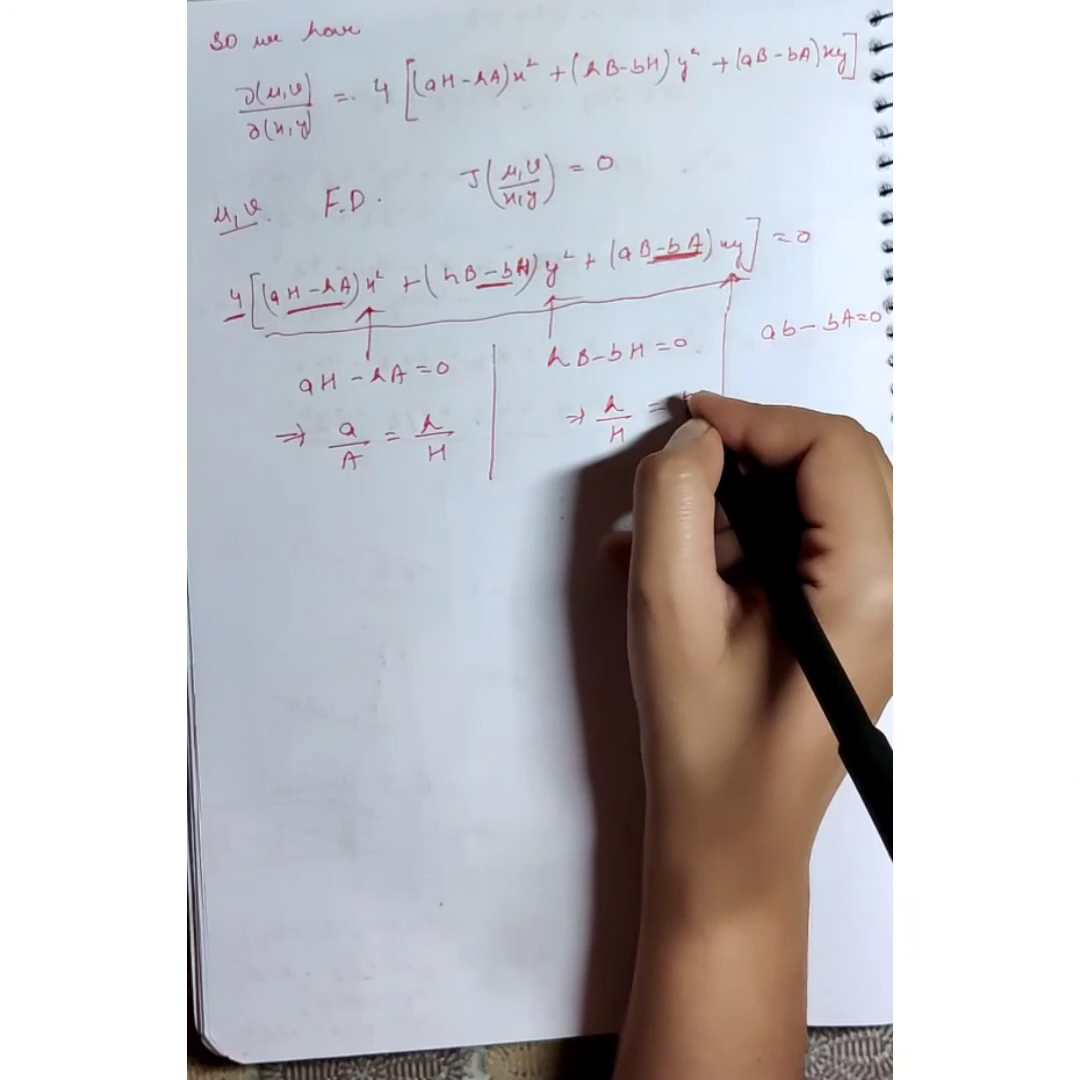 so we have
∂(u,v)/∂(x,y) = 4 [(aH-hA)x² + (hB-bH)y² + (aB-bA)xy]
u,v. F.D. J(u,v/x,y) = 0
4[(aH-hA)x² + (hB-bH)y² + (aB-bA)xy] = 0
aH-hA=0 hB-bH=0 ab-bA=0
⇒ a/A = h/H ⇒ h/H =